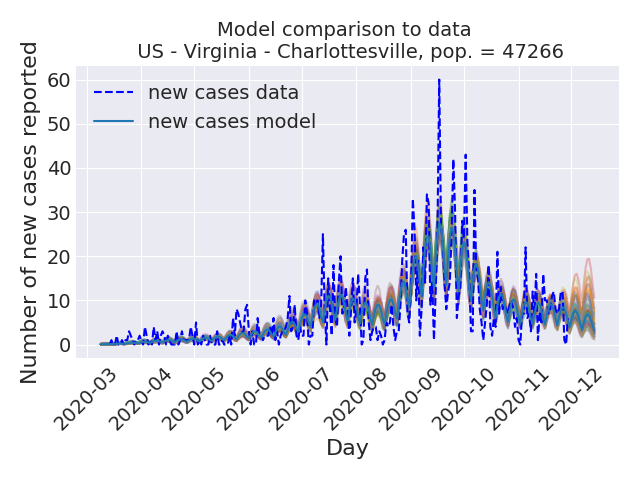 Model comparison to data
US - Virginia - Charlottesville, pop. = 47266
Number of new cases reported
60
50
40
30
20
10
0
new cases data
new cases model
2020-03
2020-04
2020-05
2020-06
2020-07
2020-08
2020-09
2020-10
2020-11
2020-12
Day